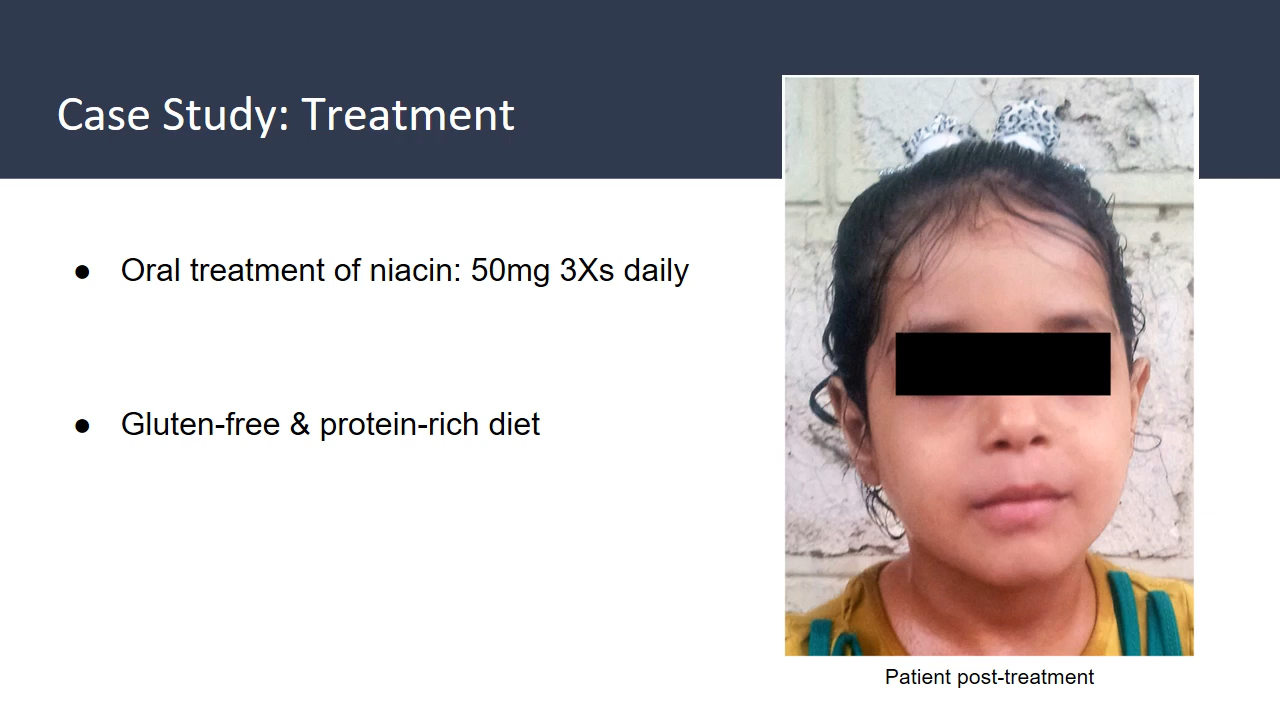 Case Study: Treatment
● Oral treatment of niacin: 50mg 3Xs daily
● Gluten-free & protein-rich diet
Patient post-treatment